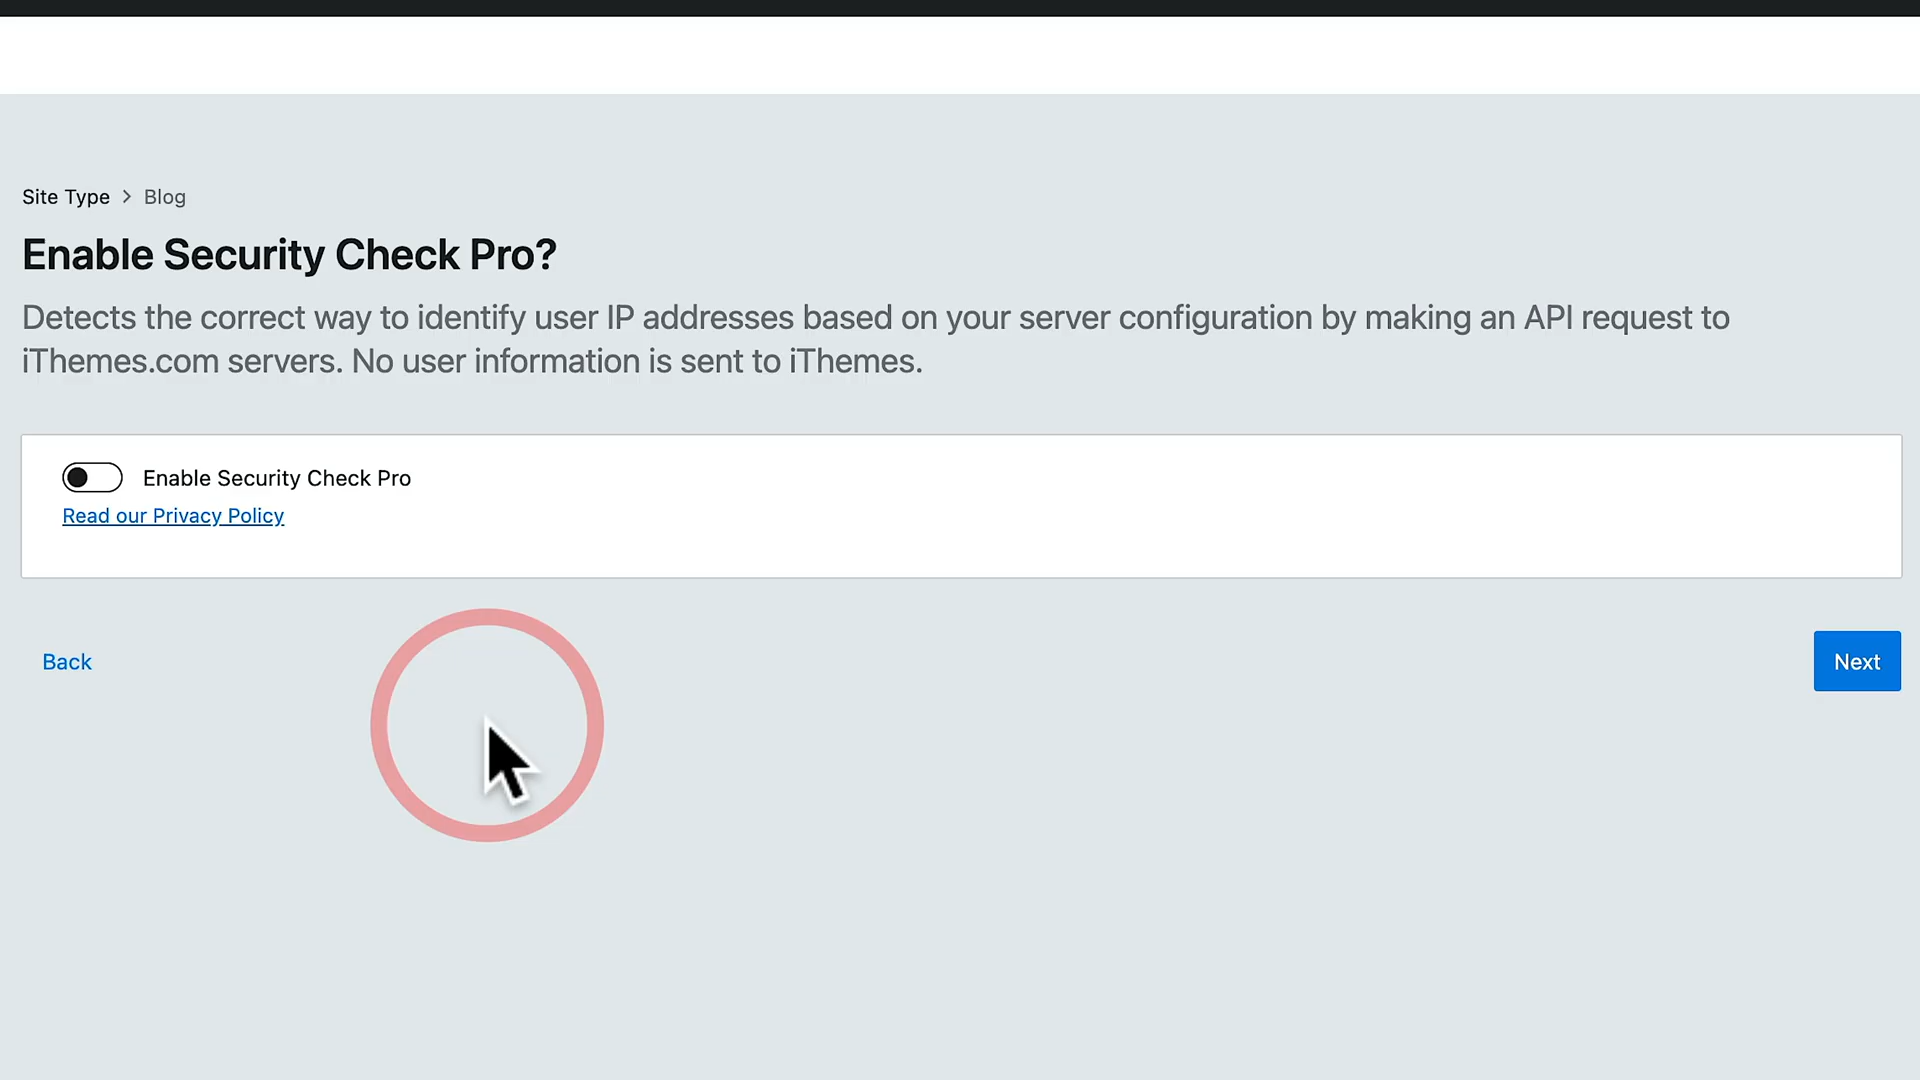 Site Type > Blog
Enable Security Check Pro?
Detects the correct way to identify user IP addresses based on your server configuration by making an API request to
iThemes.com servers. No user information is sent to iThemes.
Enable Security Check Pro
Read our Privacy Policy
Back
Next